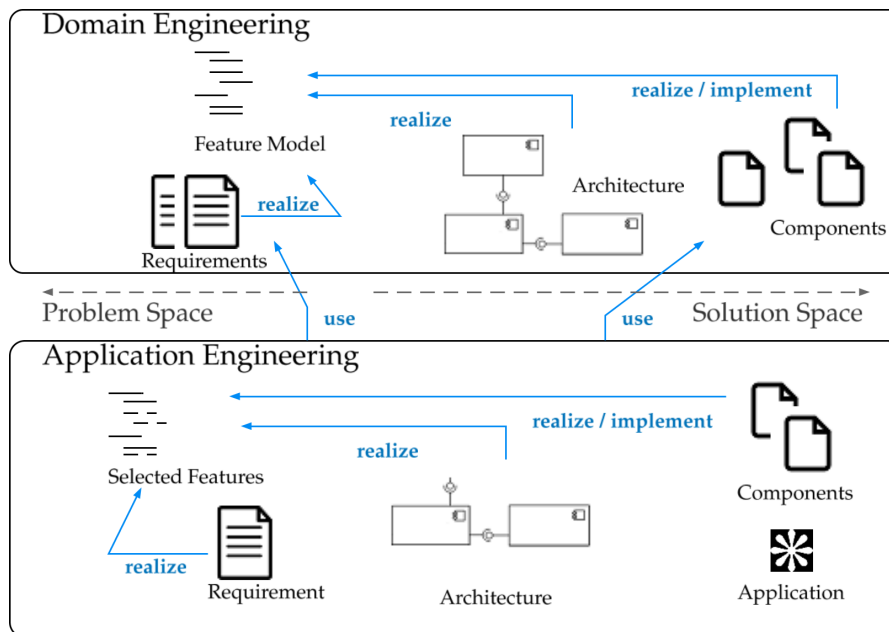 Domain Engineering
realize / implement
realize
Feature Model
Architecture
realize
Components
Requirements
Problem Space
use
use
Solution Space
Application Engineering
realize / implement
realize
Selected Features
Components
realize
Requirement
Architecture
Application